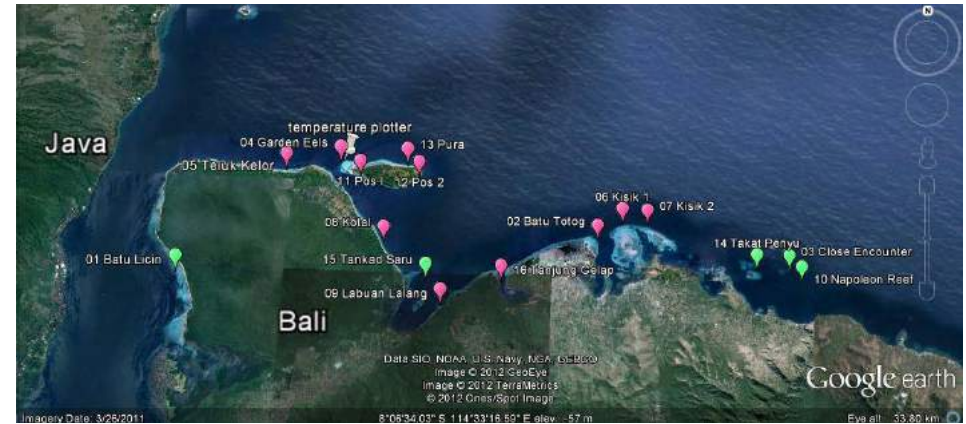 N
Java
temperature plotter
04 Garden Eels
13 Pura
05 Teluk Kelor
11 Pos 1
12 Pos 2
06 Kisik 1
07 Kisik 2
08 Kotal
02 Batu Totog
14 Takat Penyu
03 Close Encounter
01 Batu Licin
15 Tankad Saru
16 Tanjung Gelap
10 Napoleon Reef
09 Labuan Lalang
Bali
Data SIO, NOAA, U.S. Navy, NGA, GEBCO
Image © 2012 GeoEye
Image © 2012 TerraMetrics
© 2012 Cnes/Spot Image
Google earth
Imagery Date: 3/26/2011
8°06'34.03" S 114°33'16.59" E elev -57 m
Eye alt 33.80 km